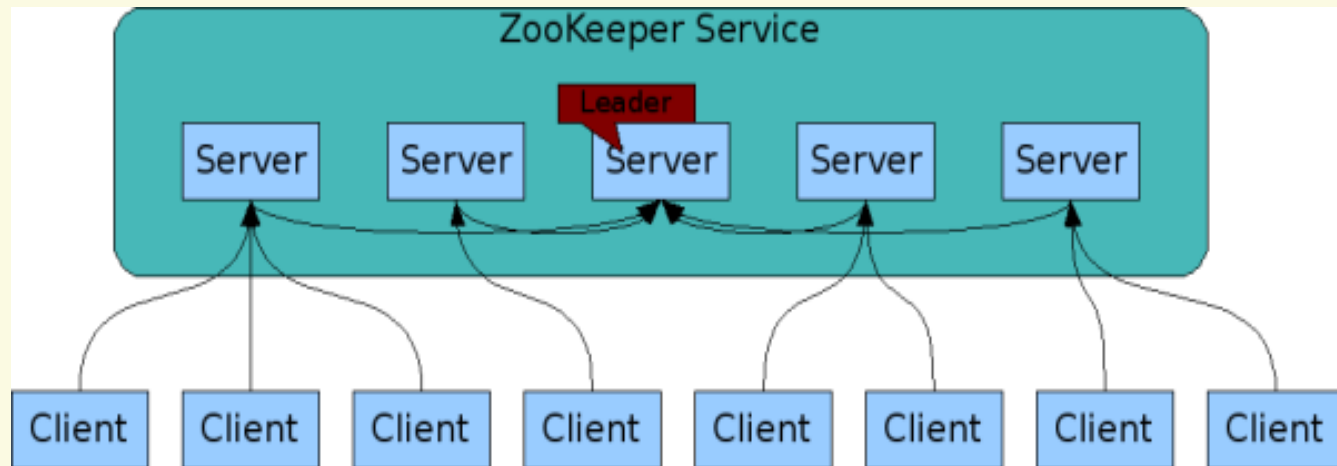 ZooKeeper Service
Leader
Server Server Server Server Server
Client Client Client Client Client Client Client Client